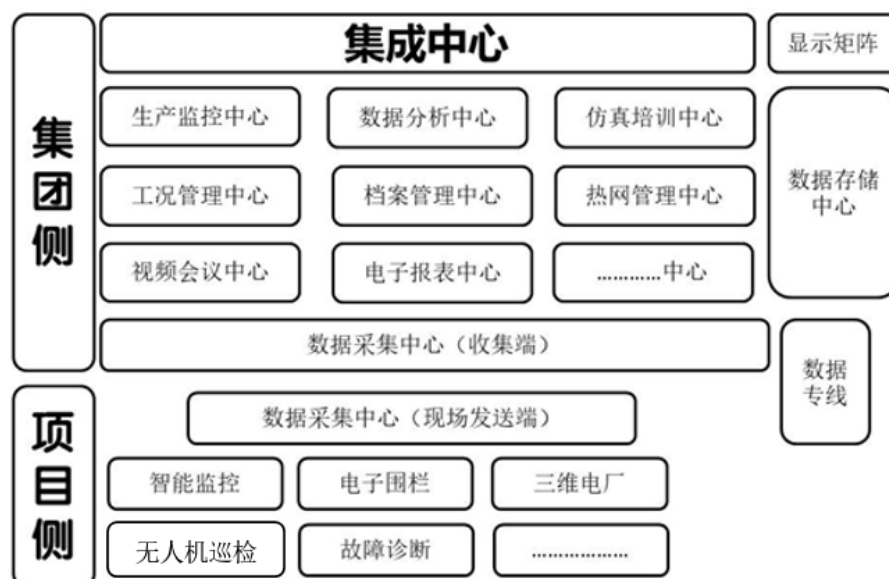 集成中心
显示矩阵
集团侧
生产监控中心
数据分析中心
仿真培训中心
数据存储
中心
工况管理中心
档案管理中心
热网管理中心
视频会议中心
电子报表中心
…………中心
数据采集中心（收集端）
数据
专线
项目侧
数据采集中心（现场发送端）
智能监控
电子围栏
三维电厂
无人机巡检
故障诊断
………………